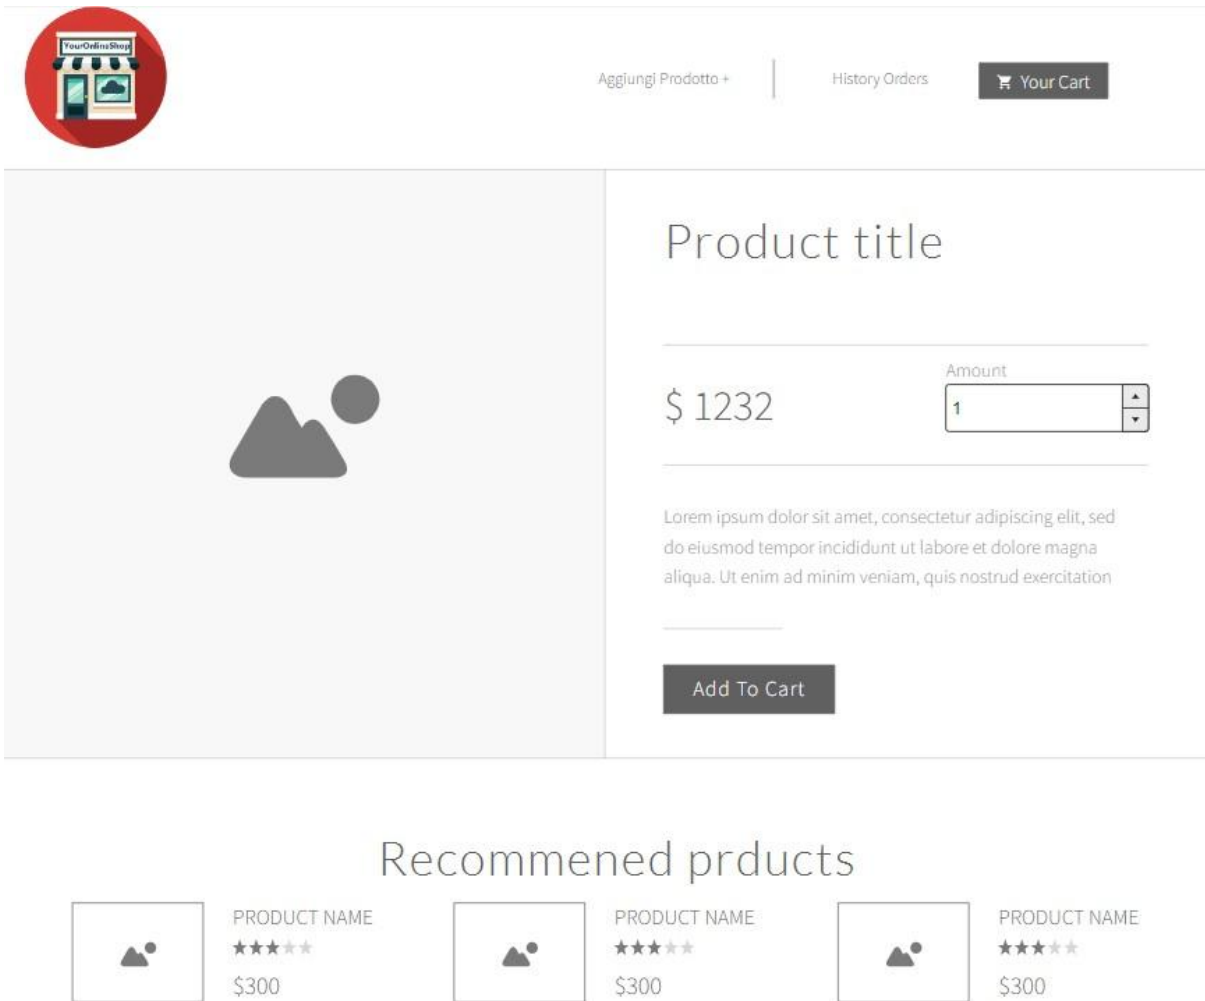 YourOnlineShop
Aggiungi Prodotto +
History Orders
Your Cart
Product title
Amount
$ 1232
1
Lorem ipsum dolor sit amet, consectetur adipiscing elit, sed
do eiusmod tempor incididunt ut labore et dolore magna
aliqua. Ut enim ad minim veniam, quis nostrud exercitation
Add To Cart
Recommened prducts
PRODUCT NAME
$300
PRODUCT NAME
$300
PRODUCT NAME
$300